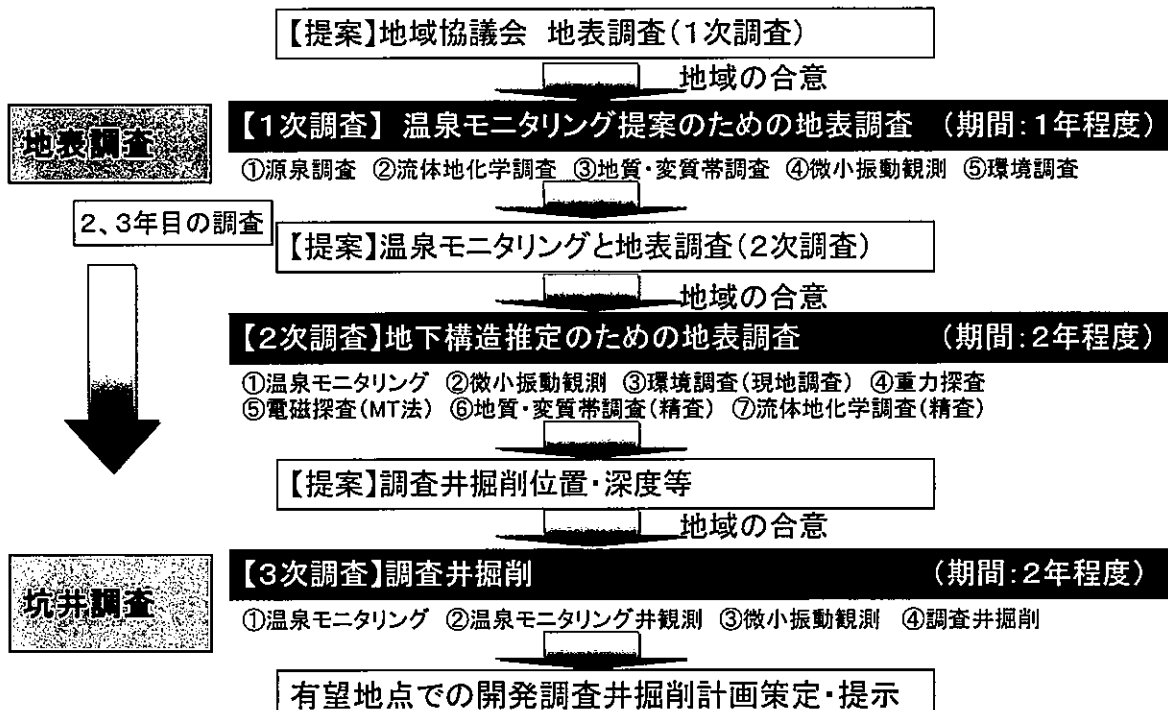 【提案】地域協議会 地表調査(1次調査)
地域の合意
地表調査
【1次調査】 温泉モニタリング提案のための地表調査 (期間:1年程度)
①源泉調査 ②流体地化学調査 ③地質・変質帯調査 ④微小振動観測 ⑤環境調査
2、3年目の調査
【提案】温泉モニタリングと地表調査(2次調査)
地域の合意
【2次調査】地下構造推定のための地表調査 (期間:2年程度)
①温泉モニタリング ②微小振動観測 ③環境調査(現地調査) ④重力探査
⑤電磁探査(MT法) ⑥地質・変質帯調査(精査) ⑦流体地化学調査(精査)
【提案】調査井掘削位置・深度等
地域の合意
坑井調査
【3次調査】調査井掘削 (期間:2年程度)
①温泉モニタリング ②温泉モニタリング井観測 ③微小振動観測 ④調査井掘削
有望地点での開発調査井掘削計画策定・提示